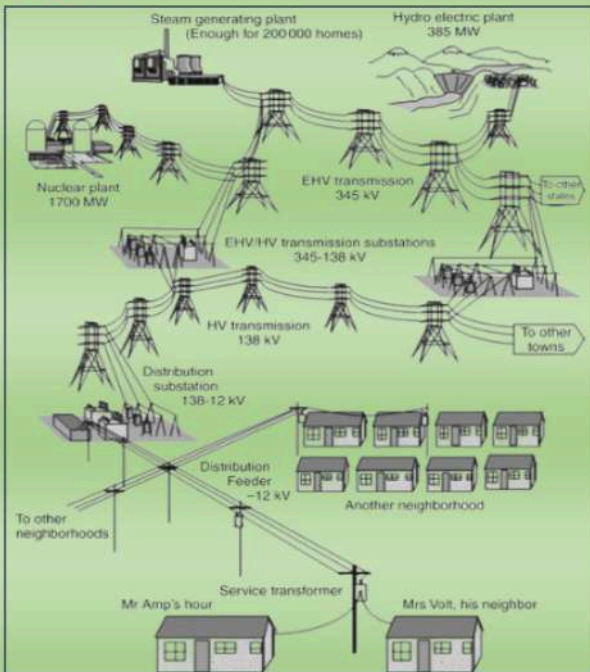 Steam generating plant
(Enough for 200 000 homes)
Hydro electric plant
385 MW
Nuclear plant
1700 MW
EHV transmission
345 kV
To other
states
EHV/HV transmission substations
345-138 kV
HV transmission
138 kV
To other
towns
Distribution
substation
138-12 kV
Distribution
Feeder
~12 kV
Another neighborhood
To other
neighborhoods
Service transformer
Mr Amp's hour
Mrs Volt, his neighbor